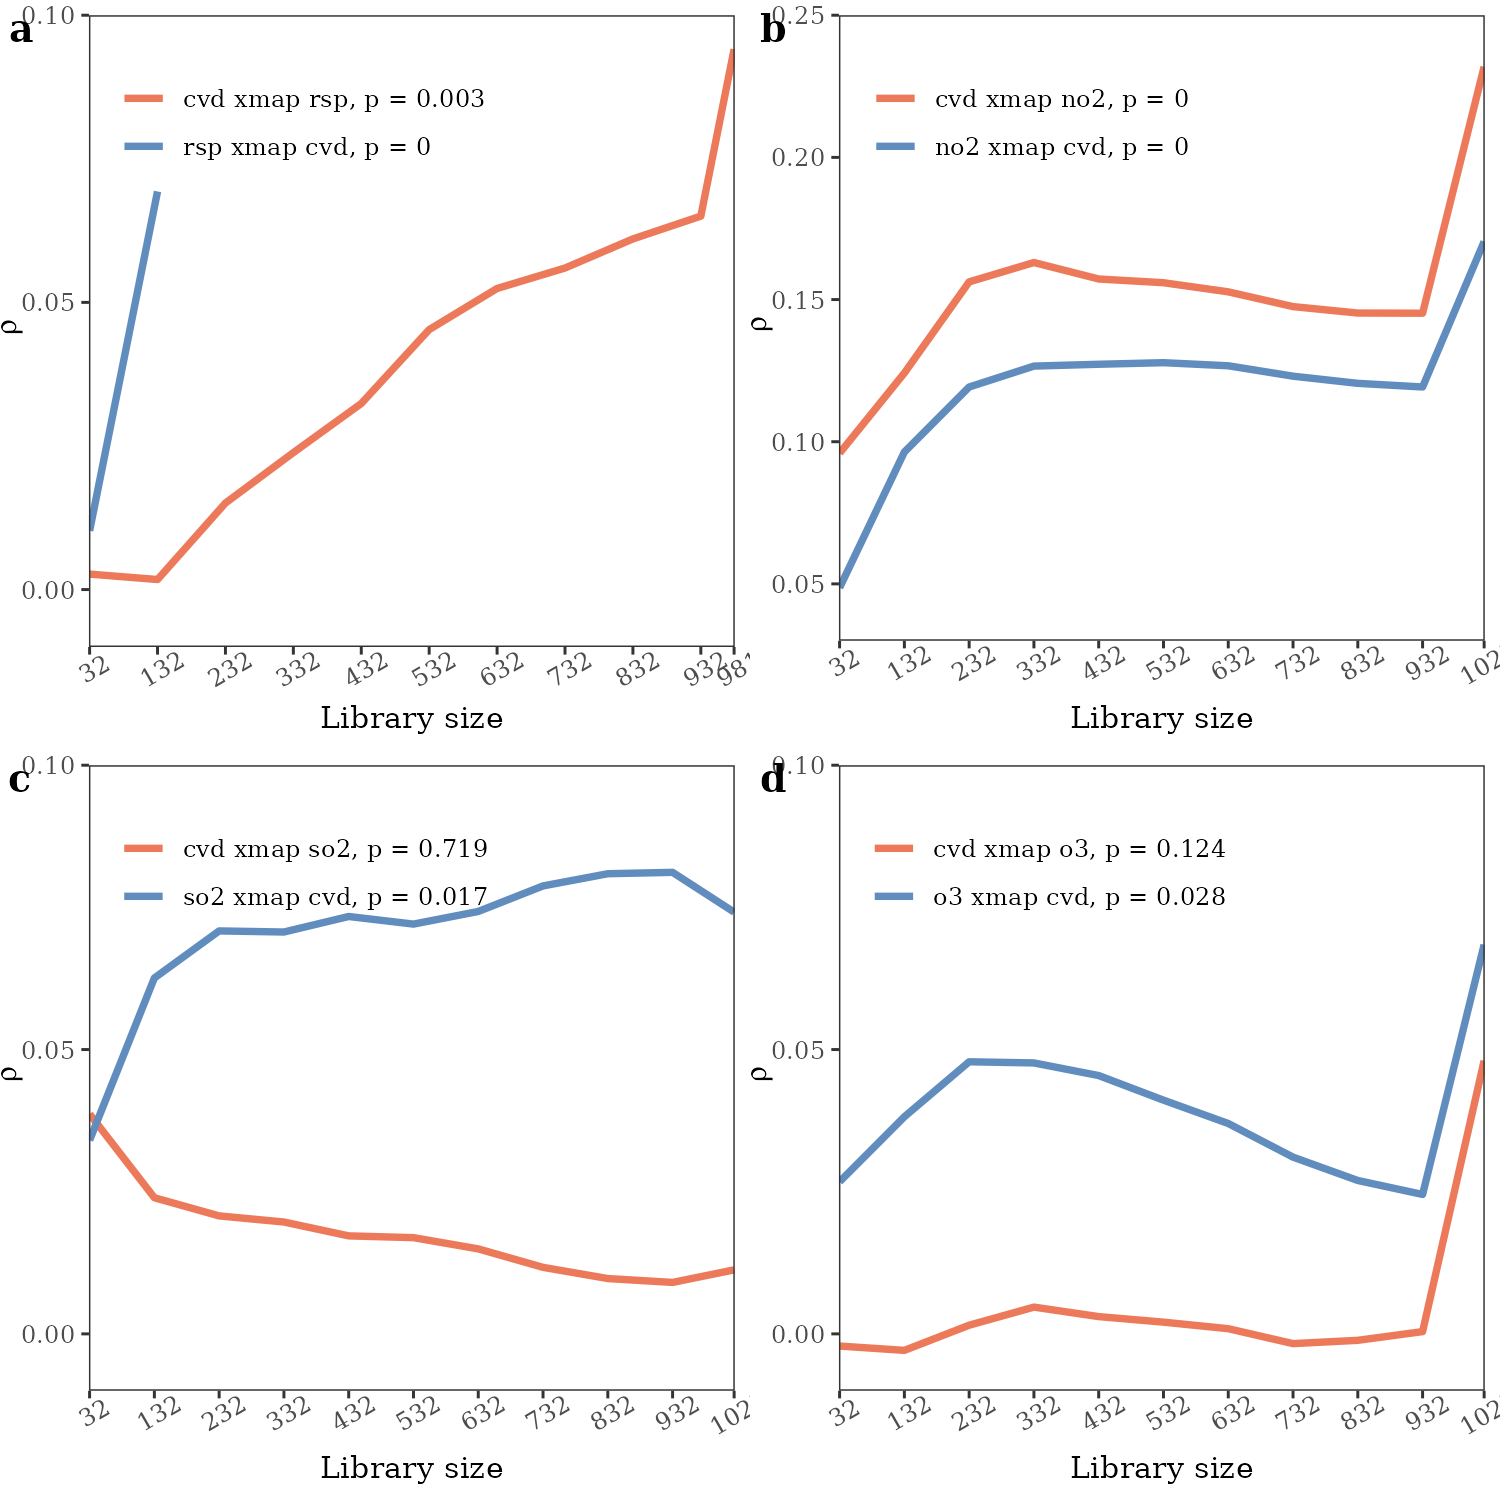 a
0.10
cvd xmap rsp, p = 0.003
rsp xmap cvd, p = 0
0.05
0.00
ρ
32 132 232 332 432 532 632 732 832 932 981
Library size
b
0.25
cvd xmap no2, p = 0
no2 xmap cvd, p = 0
0.20
0.15
0.10
0.05
ρ
32 132 232 332 432 532 632 732 832 932
Library size
c
0.10
cvd xmap so2, p = 0.719
so2 xmap cvd, p = 0.017
0.05
0.00
ρ
32 132 232 332 432 532 632 732 832 932
Library size
d
0.10
cvd xmap o3, p = 0.124
o3 xmap cvd, p = 0.028
0.05
0.00
ρ
32 132 232 332 432 532 632 732 832 932
Library size